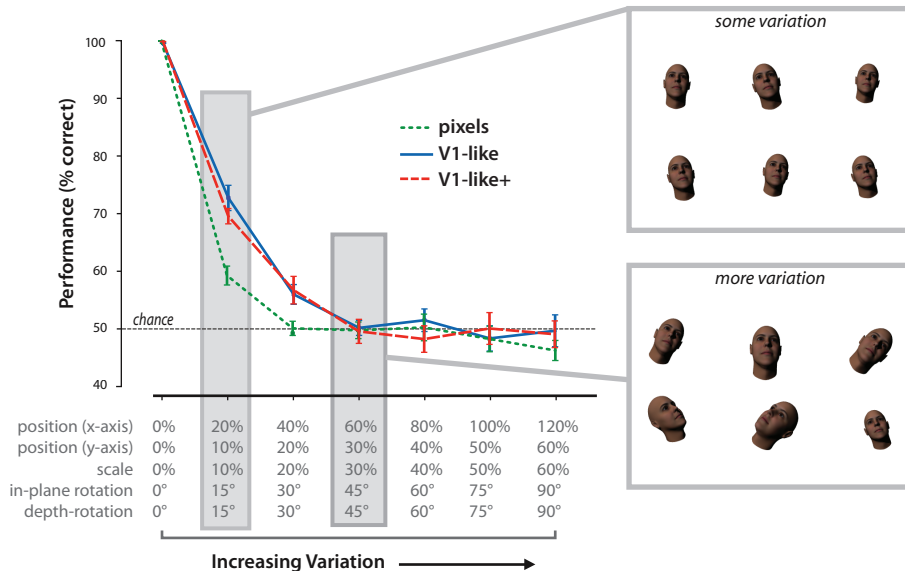 some variation
100
90
80
70
60
50
40
Performance (% correct)
pixels
V1-like
V1-like+
chance
more variation
position (x-axis) 0% 20% 40% 60% 80% 100% 120%
position (y-axis) 0% 10% 20% 30% 40% 50% 60%
scale 0% 10% 20% 30% 40% 50% 60%
in-plane rotation 0° 15° 30° 45° 60° 75° 90°
depth-rotation 0° 15° 30° 45° 60° 75° 90°
Increasing Variation